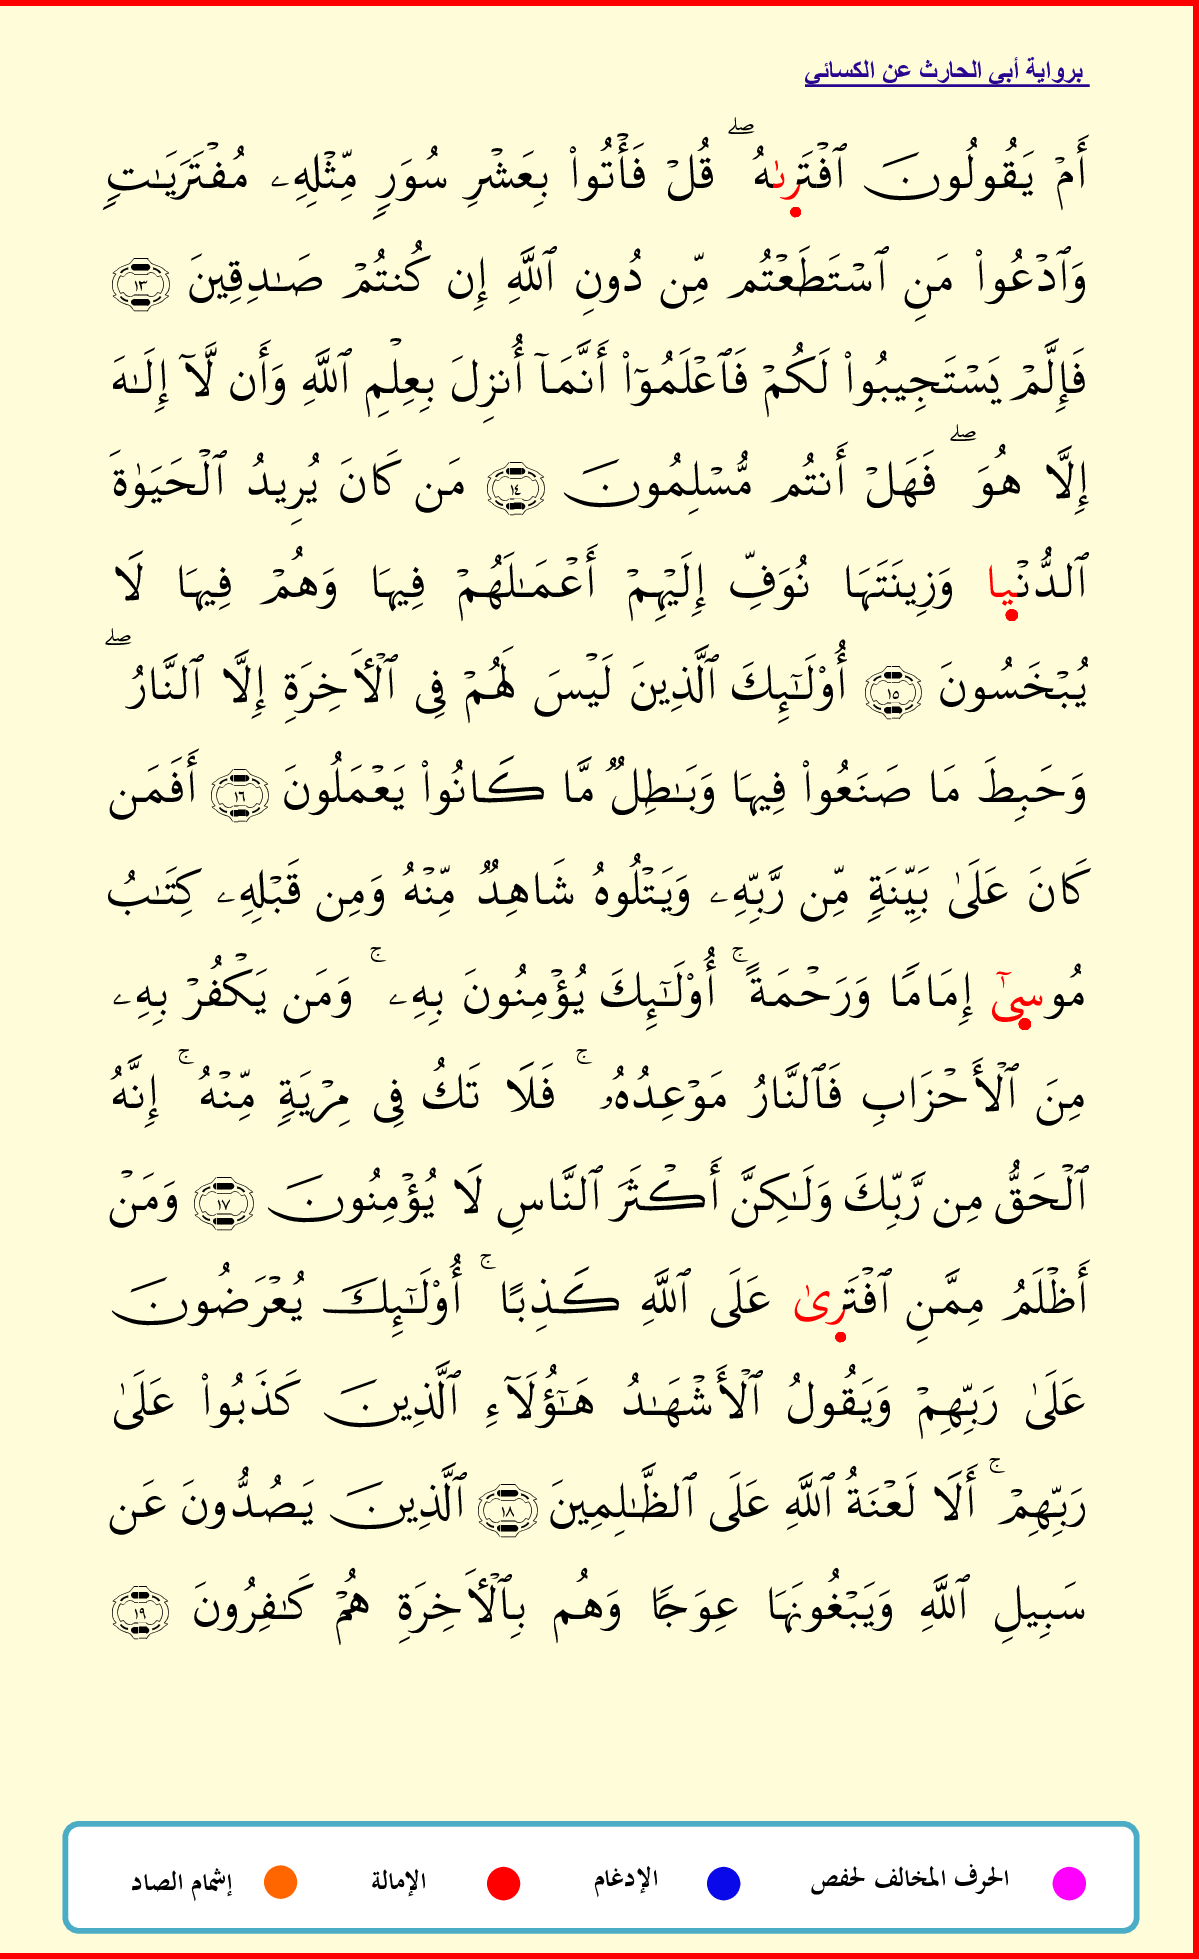 برواية أبي الحارث عن الكسائي
أَمۡ يَقُولُونَ ٱفۡتَرىٰهُۖ قُلۡ فَأۡتُواْ بِعَشۡرِ سُوَرٖ مِّثۡلِهِۦ مُفۡتَرَيَٰتٖ
وَٱدۡعُواْ مَنِ ٱسۡتَطَعۡتُم مِّن دُونِ ٱللَّهِ إِن كُنتُمۡ صَٰدِقِينَ ١٣
فَإِلَّمۡ يَسۡتَجِيبُواْ لَكُمۡ فَٱعۡلَمُوٓاْ أَنَّمَآ أُنزِلَ بِعِلۡمِ ٱللَّهِ وَأَن لَّآ إِلَٰهَ
إِلَّا هُوَۖ فَهَلۡ أَنتُم مُّسۡلِمُونَ ١٤ مَن كَانَ يُرِيدُ ٱلۡحَيَوٰةَ
ٱلدُّنۡيا وَزِينَتَهَا نُوَفِّ إِلَيۡهِمۡ أَعۡمَٰلَهُمۡ فِيهَا وَهُمۡ فِيهَا لَا
يُبۡخَسُونَ ١٥ أُوْلَٰٓئِكَ ٱلَّذِينَ لَيۡسَ لَهُمۡ فِي ٱلۡأٓخِرَةِ إِلَّا ٱلنَّارُۖ
وَحَبِطَ مَا صَنَعُواْ فِيهَا وَبَٰطِلٞ مَّا كَانُواْ يَعۡمَلُونَ ١٦ أَفَمَن
كَانَ عَلَىٰ بَيِّنَةٖ مِّن رَّبِّهِۦ وَيَتۡلُوهُ شَاهِدٞ مِّنۡهُ وَمِن قَبۡلِهِۦ كِتَٰبُ
مُوسىٰٓ إِمَامٗا وَرَحۡمَةًۚ أُوْلَٰٓئِكَ يُؤۡمِنُونَ بِهِۦۚ وَمَن يَكۡفُرۡ بِهِۦ
مِنَ ٱلۡأَحۡزَابِ فَٱلنَّارُ مَوۡعِدُهُۥۚ فَلَا تَكُ فِي مِرۡيَةٖ مِّنۡهُۚ إِنَّهُ
ٱلۡحَقُّ مِن رَّبِّكَ وَلَٰكِنَّ أَكۡثَرَ ٱلنَّاسِ لَا يُؤۡمِنُونَ ١٧ وَمَنۡ
أَظۡلَمُ مِمَّنِ ٱفۡتَرىٰ عَلَى ٱللَّهِ كَذِبًاۚ أُوْلَٰٓئِكَ يُعۡرَضُونَ
عَلَىٰ رَبِّهِمۡ وَيَقُولُ ٱلۡأَشۡهَٰدُ هَٰٓؤُلَآءِ ٱلَّذِينَ كَذَبُواْ عَلَىٰ
رَبِّهِمۡۚ أَلَا لَعۡنَةُ ٱللَّهِ عَلَى ٱلظَّٰلِمِينَ ١٨ ٱلَّذِينَ يَصُدُّونَ عَن
سَبِيلِ ٱللَّهِ وَيَبۡغُونَهَا عِوَجٗا وَهُم بِٱلۡأٓخِرَةِ هُمۡ كَٰفِرُونَ ١٩
الحرف المخالف لحفص الإدغام الإمالة إشمام الصاد